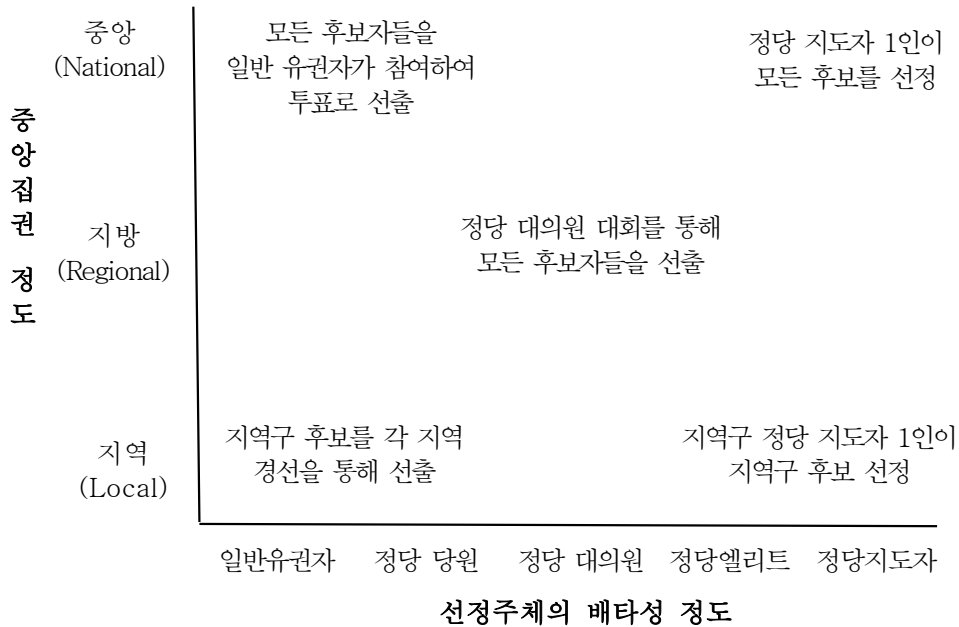 중앙
(National)
모든 후보자들을
일반 유권자가 참여하여
투표로 선출
정당 지도자 1인이
모든 후보를 선정
중앙집권 정도
지방
(Regional)
정당 대의원 대회를 통해
모든 후보자들을 선출
지역
(Local)
지역구 후보를 각 지역
경선을 통해 선출
지역구 정당 지도자 1인이
지역구 후보 선정
일반유권자 정당 당원 정당 대의원 정당엘리트 정당지도자
선정주체의 배타성 정도